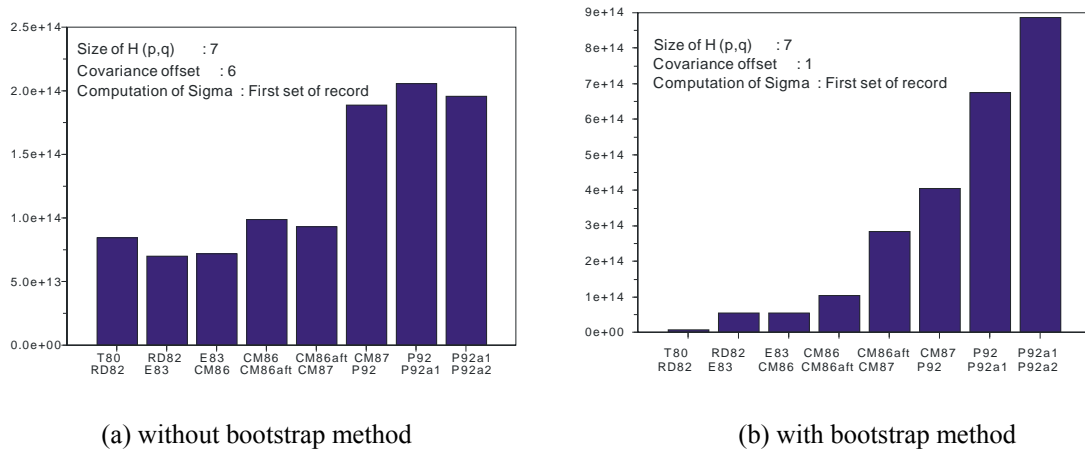 2.5e+14
2.0e+14
1.5e+14
1.0e+14
5.0e+13
0.0e+00
Size of H (p,q) : 7
Covariance offset : 6
Computation of Sigma : First set of record
T80 RD82 E83 CM86 CM86aft CM87 P92 P92a1
RD82 E83 CM86 CM86aft CM87 P92 P92a1 P92a2
(a) without bootstrap method
9e+14
8e+14
7e+14
6e+14
5e+14
4e+14
3e+14
2e+14
1e+14
0e+00
Size of H (p,q) : 7
Covariance offset : 1
Computation of Sigma : First set of record
T80 RD82 E83 CM86 CM86aft CM87 P92 P92a1
RD82 E83 CM86 CM86aft CM87 P92 P92a1 P92a2
(b) with bootstrap method